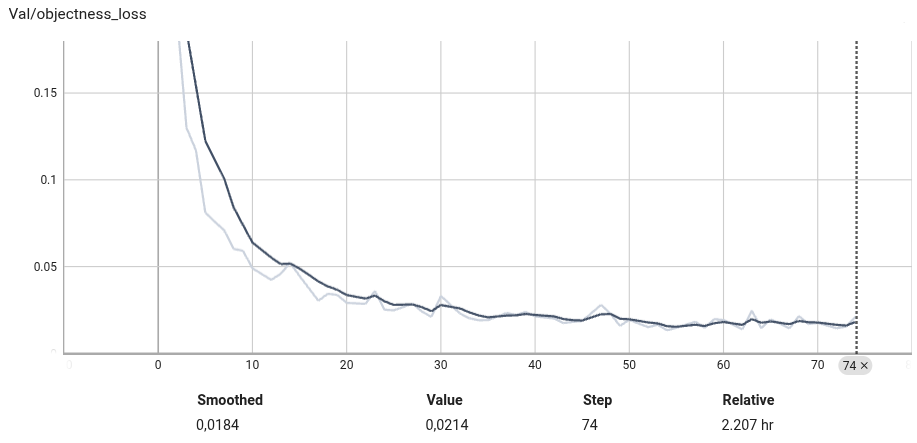 Val/objectness_loss
0.15
0.1
0.05
0 10 20 30 40 50 60 70 74 ×
Smoothed Value Step Relative
0,0184 0,0214 74 2.207 hr